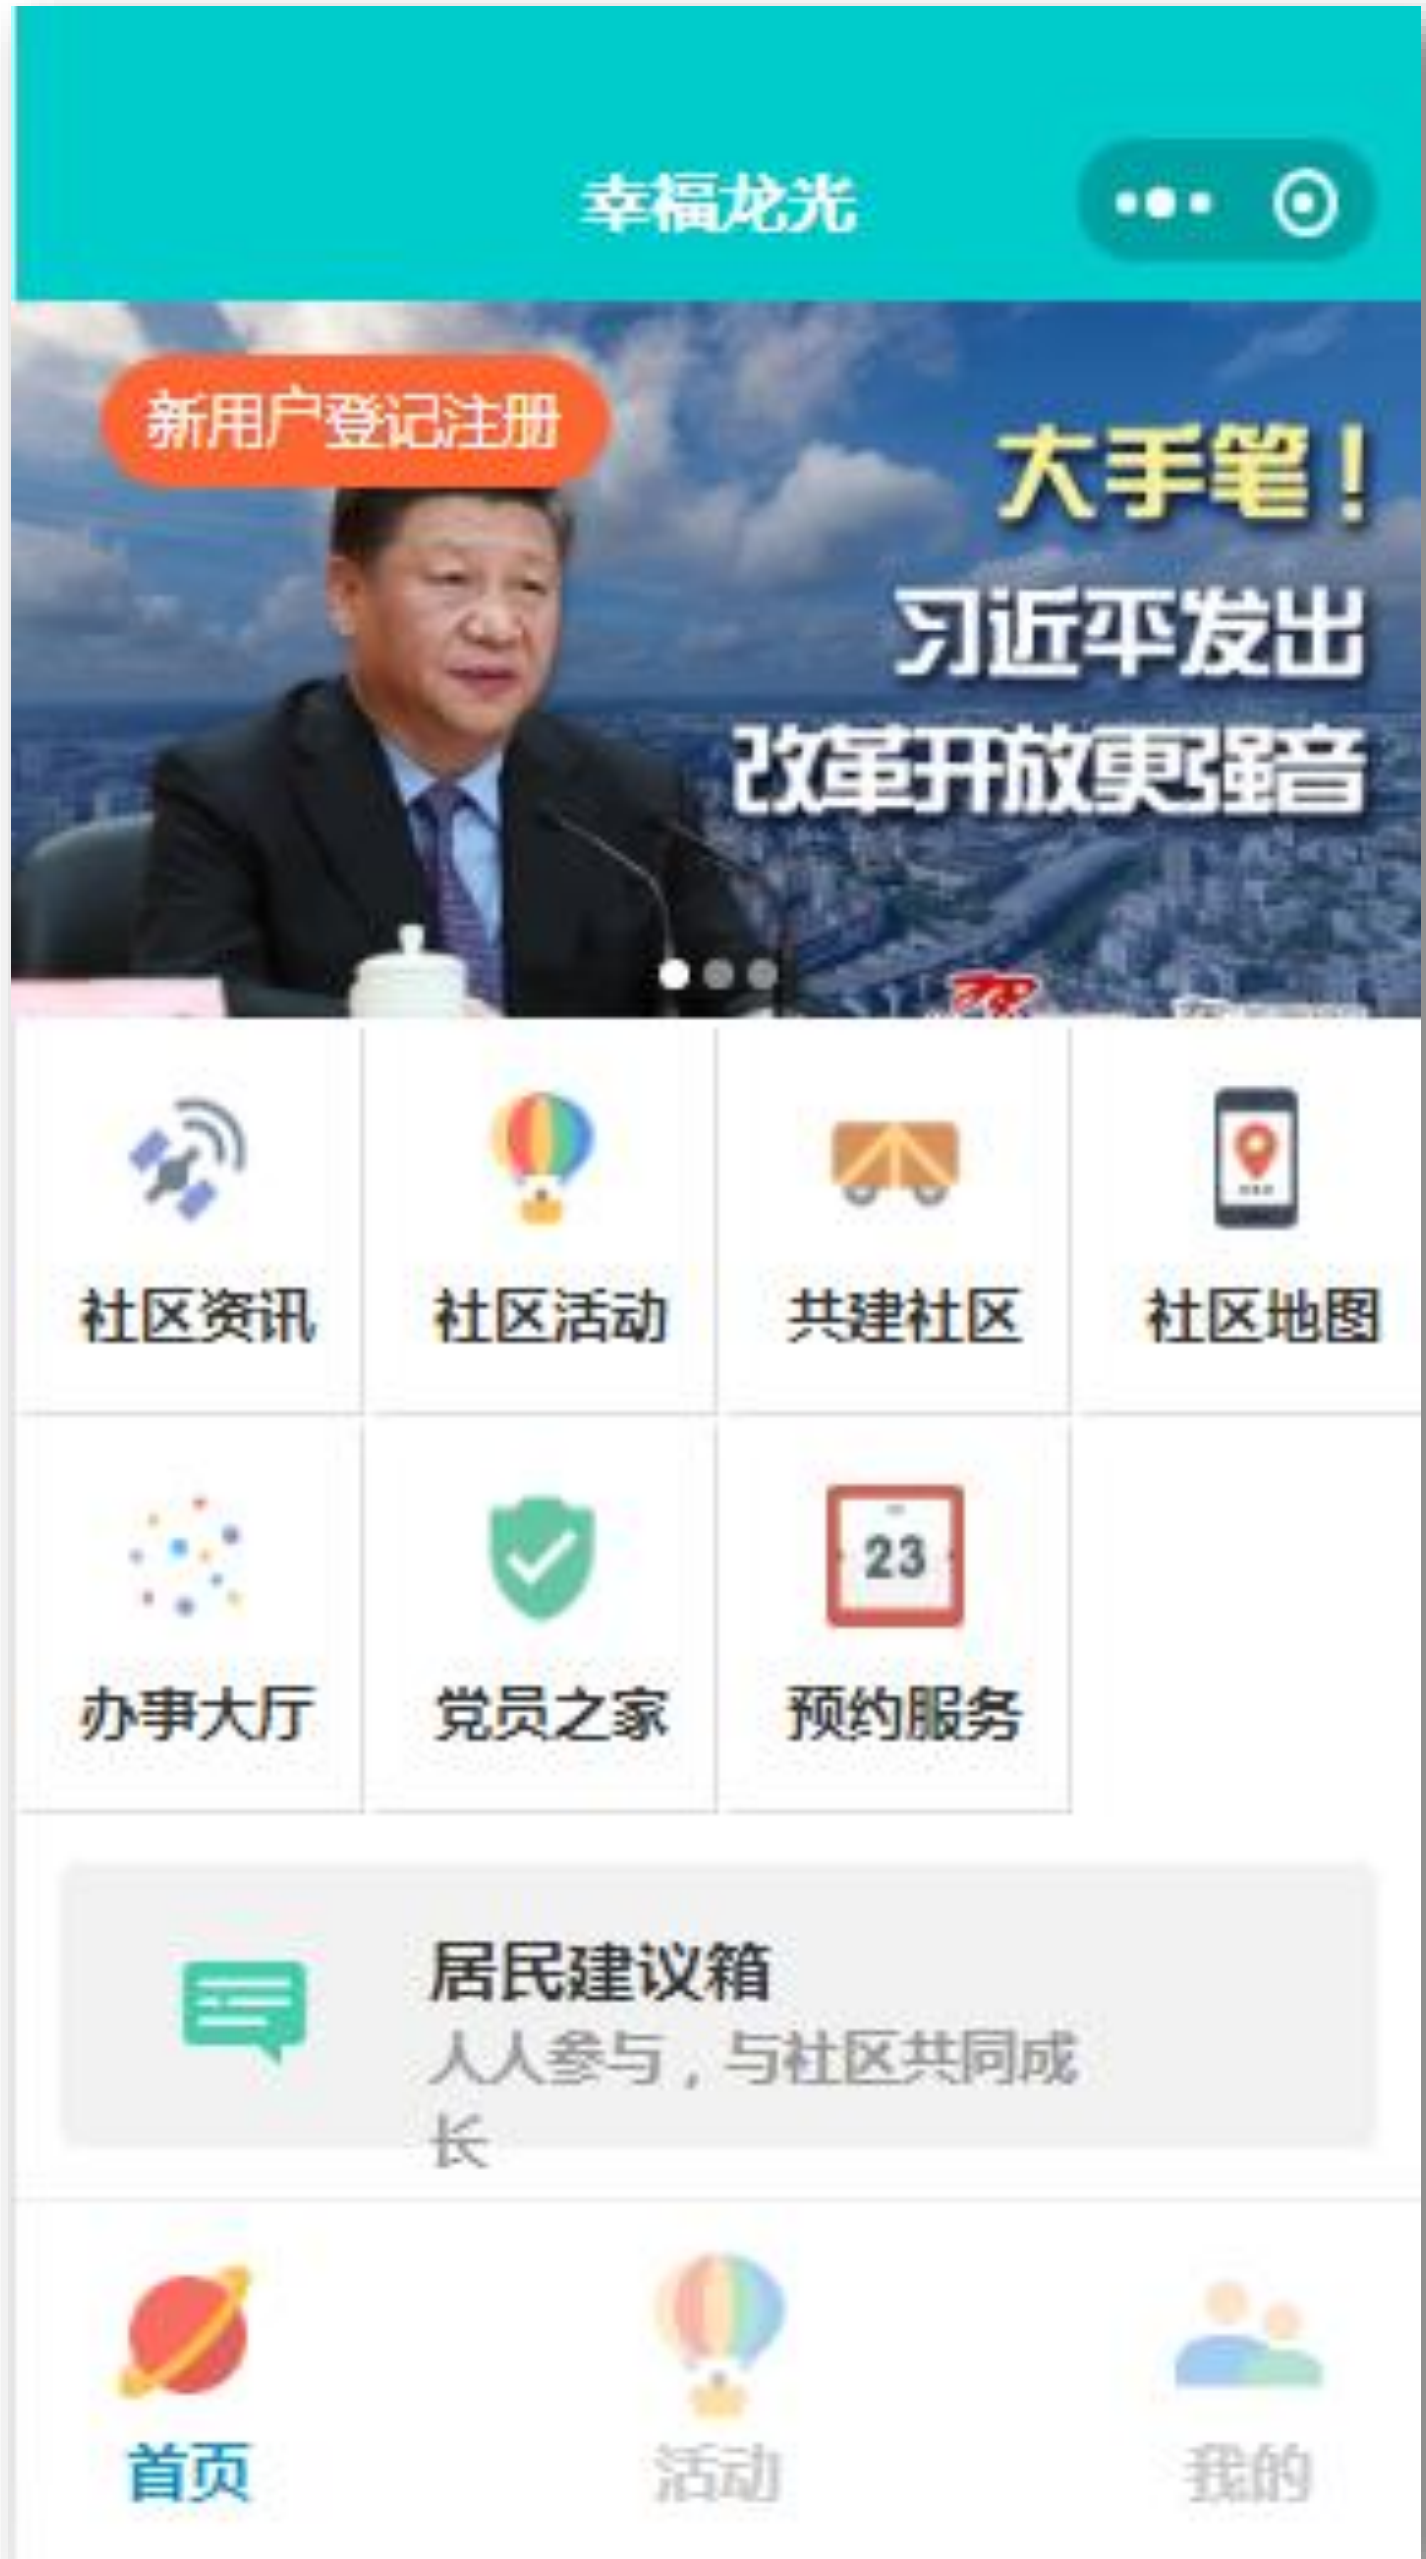 幸福龙光
新用户登记注册
大手笔！
习近平发出
改革开放更强音
社区资讯
社区活动
共建社区
社区地图
办事大厅
党员之家
23
预约服务
居民建议箱
人人参与，与社区共同成
长
首页
活动
我的